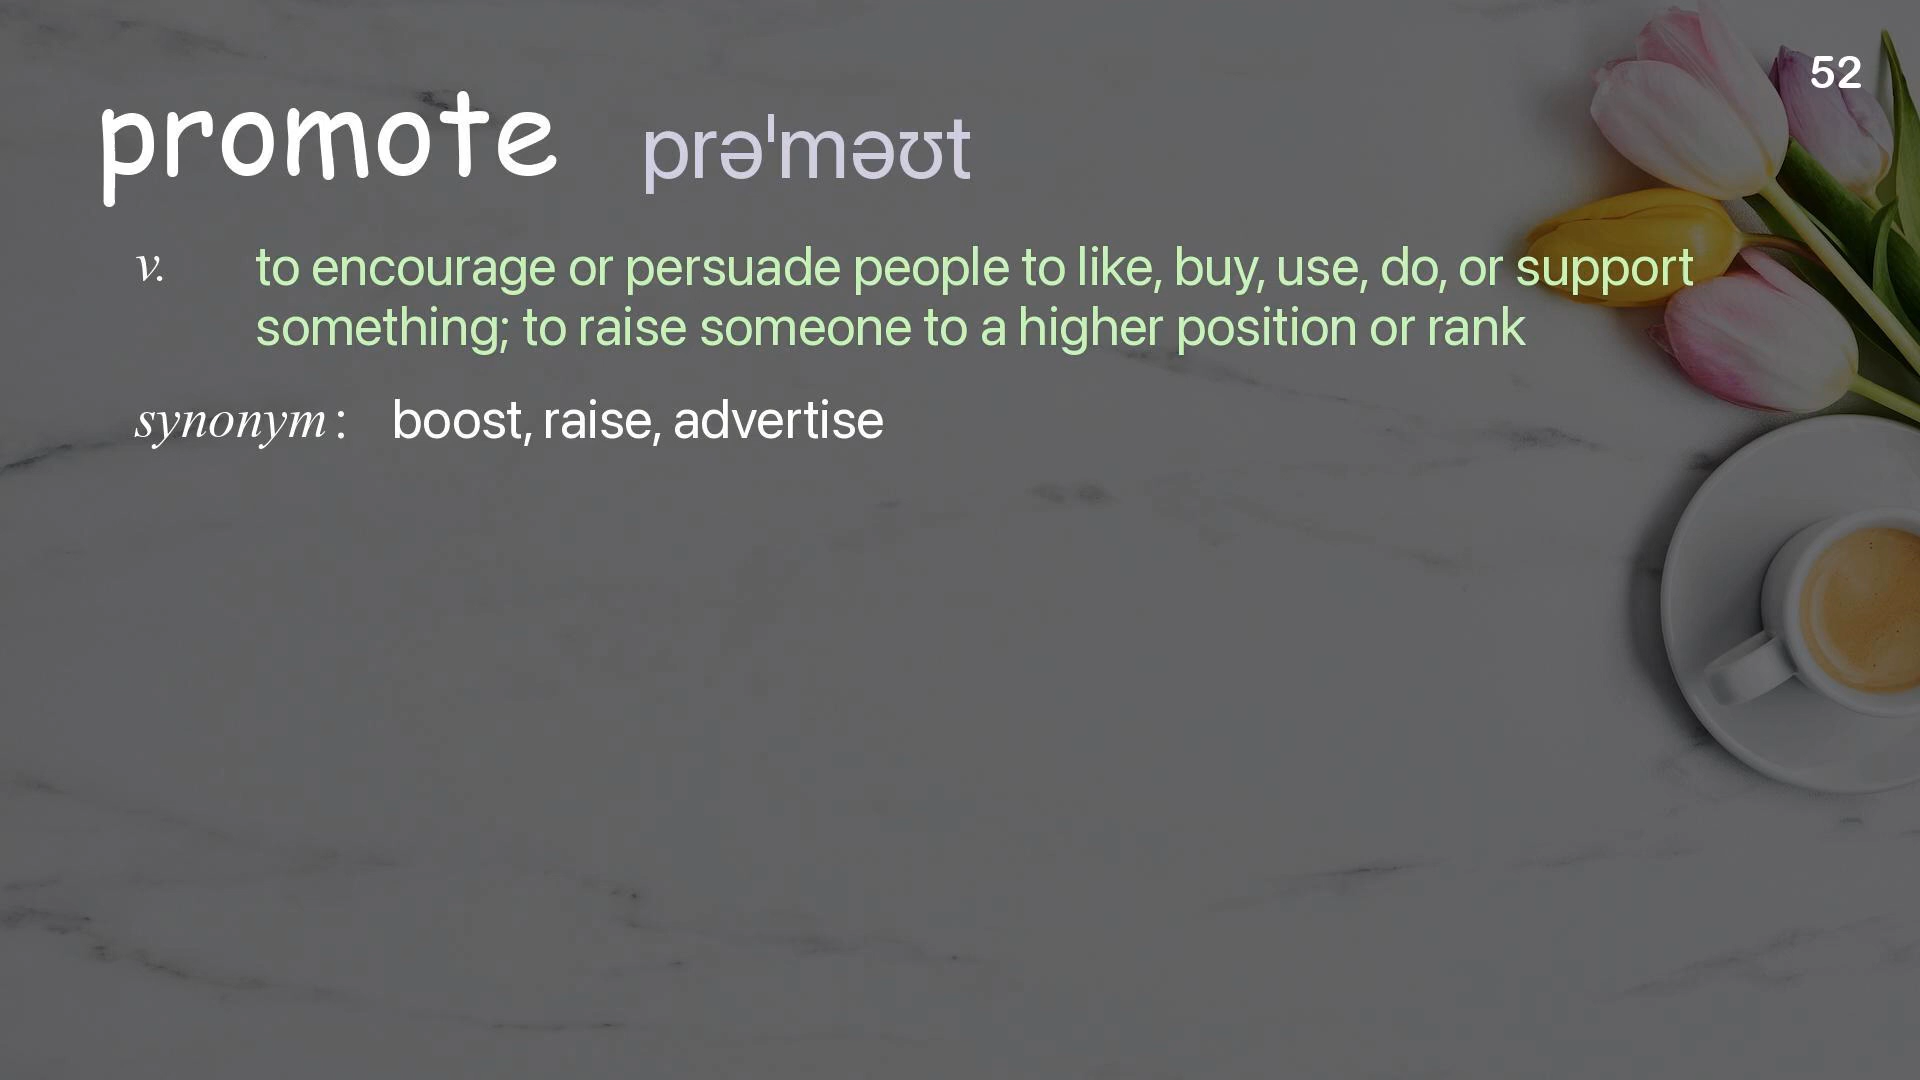 52
promote prəˈməʊt
v. to encourage or persuade people to like, buy, use, do, or support
something; to raise someone to a higher position or rank
synonym : boost, raise, advertise